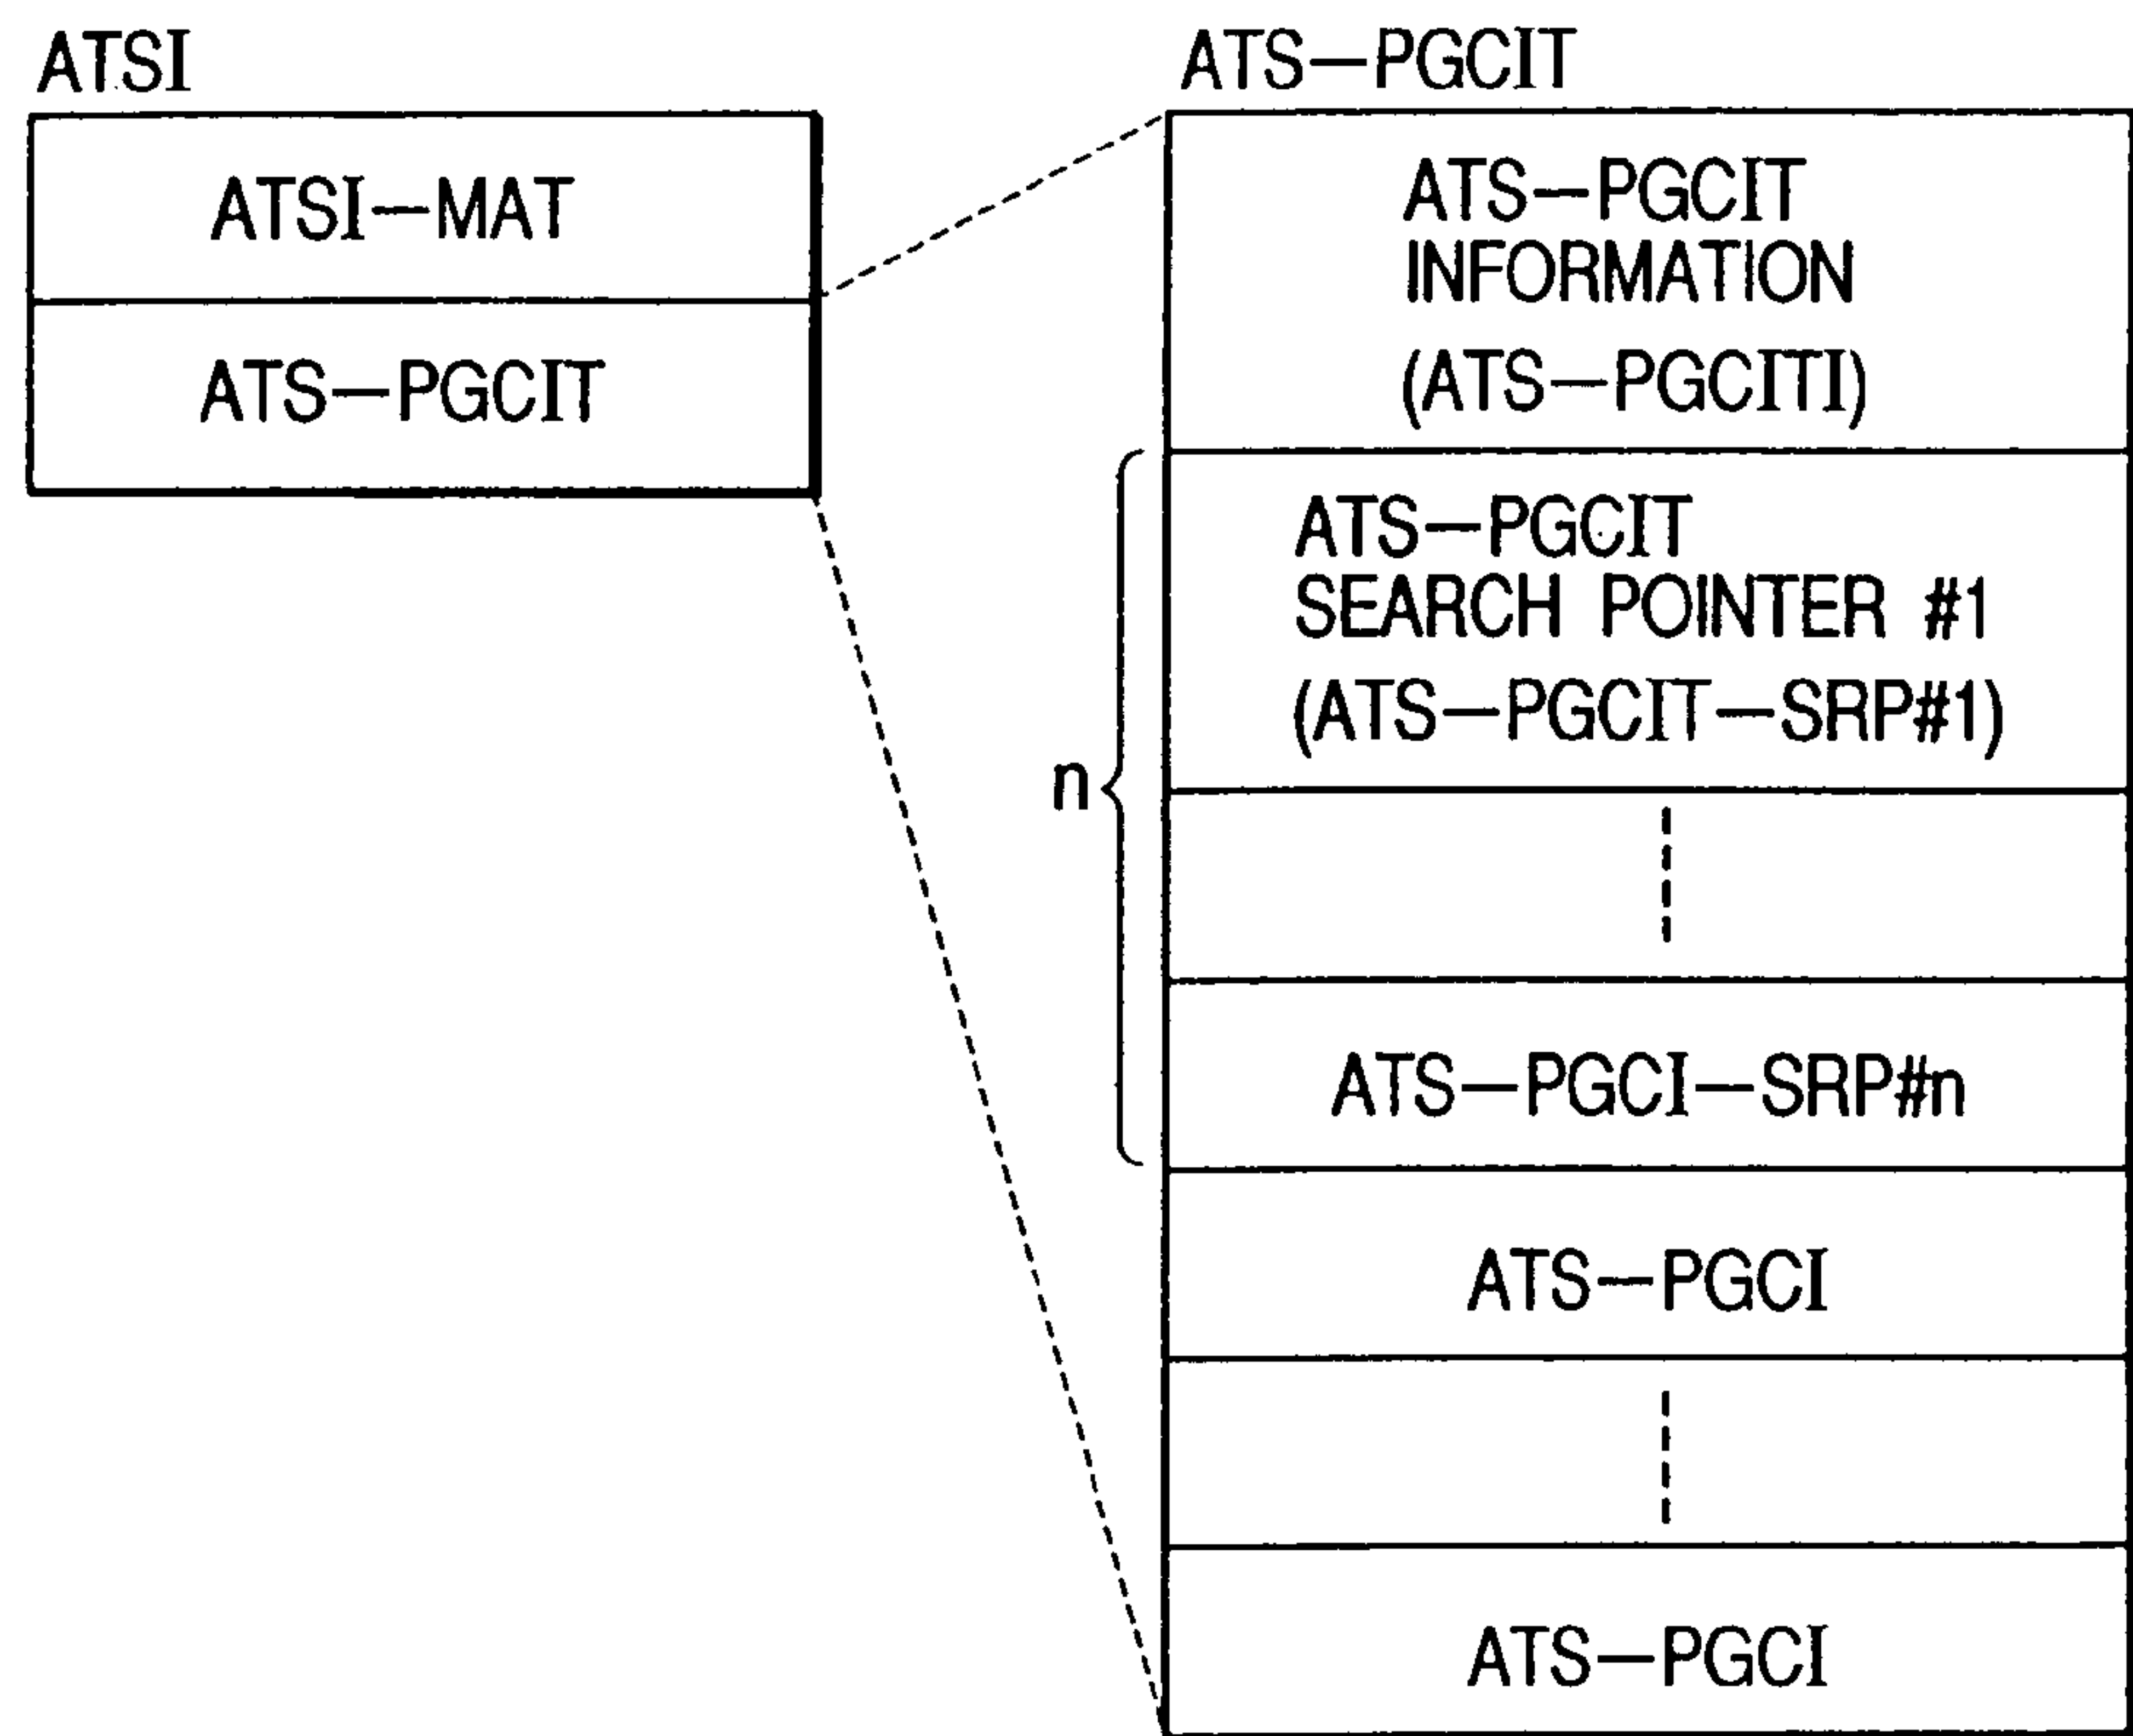 ATSI
ATSI—MAT
ATS—PGCIT
ATS—PGCIT
ATS—PGCIT
INFORMATION
(ATS—PGCITI)
n
ATS—PGCIT
SEARCH POINTER #1
(ATS—PGCIT—SRP#1)
ATS—PGCI—SRP#n
ATS—PGCI
ATS—PGCI